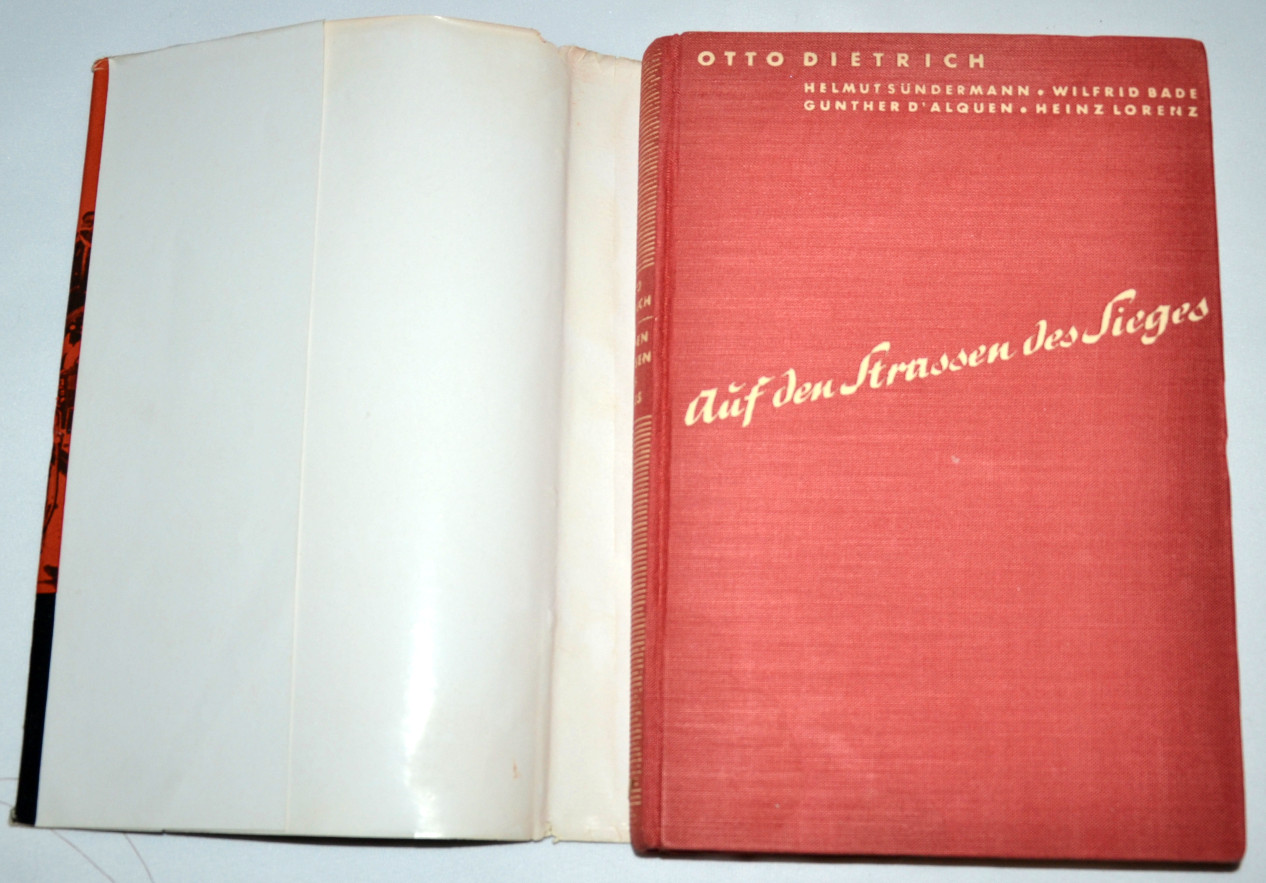 OTTO DIETRICH
HELMUT SÜNDERMANN • WILFRID BADE
GUNTHER D'ALQUEN • HEINZ LORENZ
Auf den Strassen des Sieges